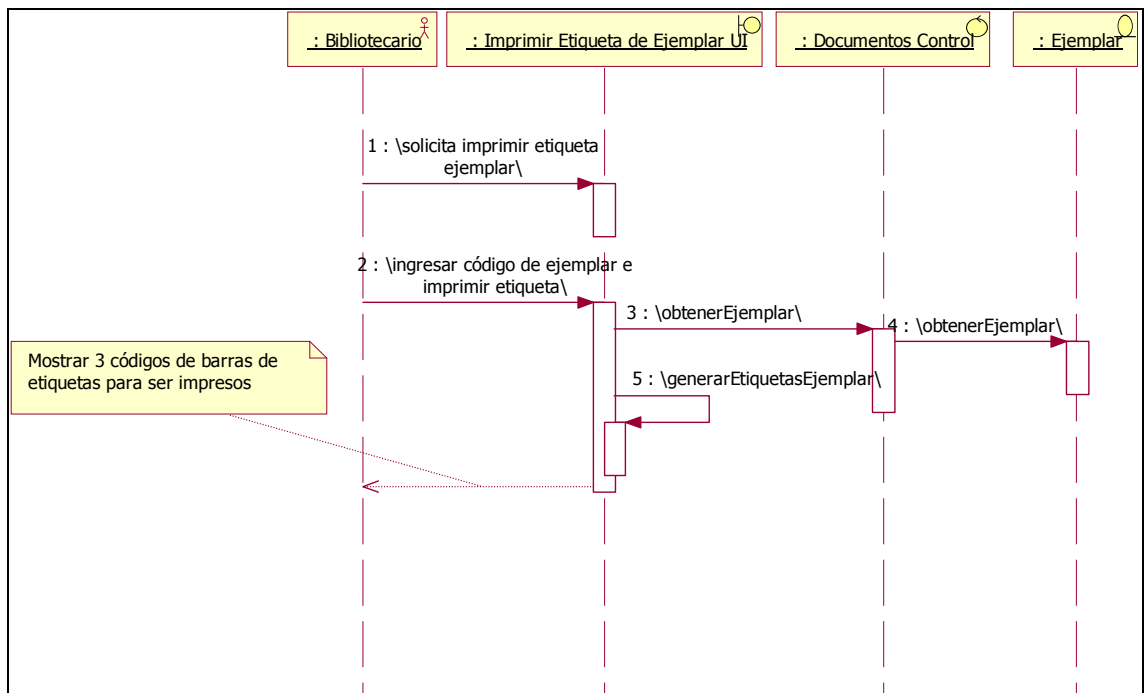 : Bibliotecario
: Imprimir Etiqueta de Ejemplar UI
: Documentos Control
: Ejemplar
1 : \solicita imprimir etiqueta
ejemplar\
2 : \ingresar código de ejemplar e
imprimir etiqueta\
3 : \obtenerEjemplar\
4 : \obtenerEjemplar\
Mostrar 3 códigos de barras de
etiquetas para ser impresos
5 : \generarEtiquetasEjemplar\